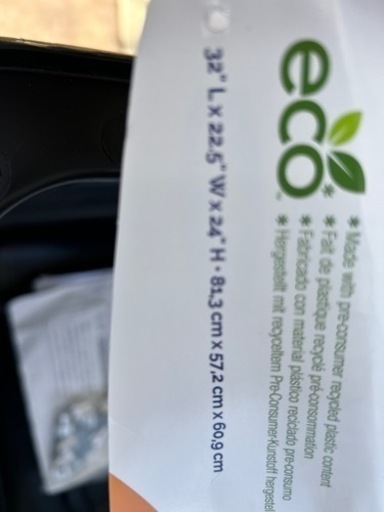 eco*
* Made with pre-consumer recycled plastic content
* Fait de plastique recyclé pré-consommation
* Fabricado con material plástico reciclado pre-consumo
* Hergestellt mit recyceltem Pre-Consumer-Kunststoff hergestel
32" L x 22.5" W x 24" H • 81,3 cm x 57,2 cm x 60,9 cm